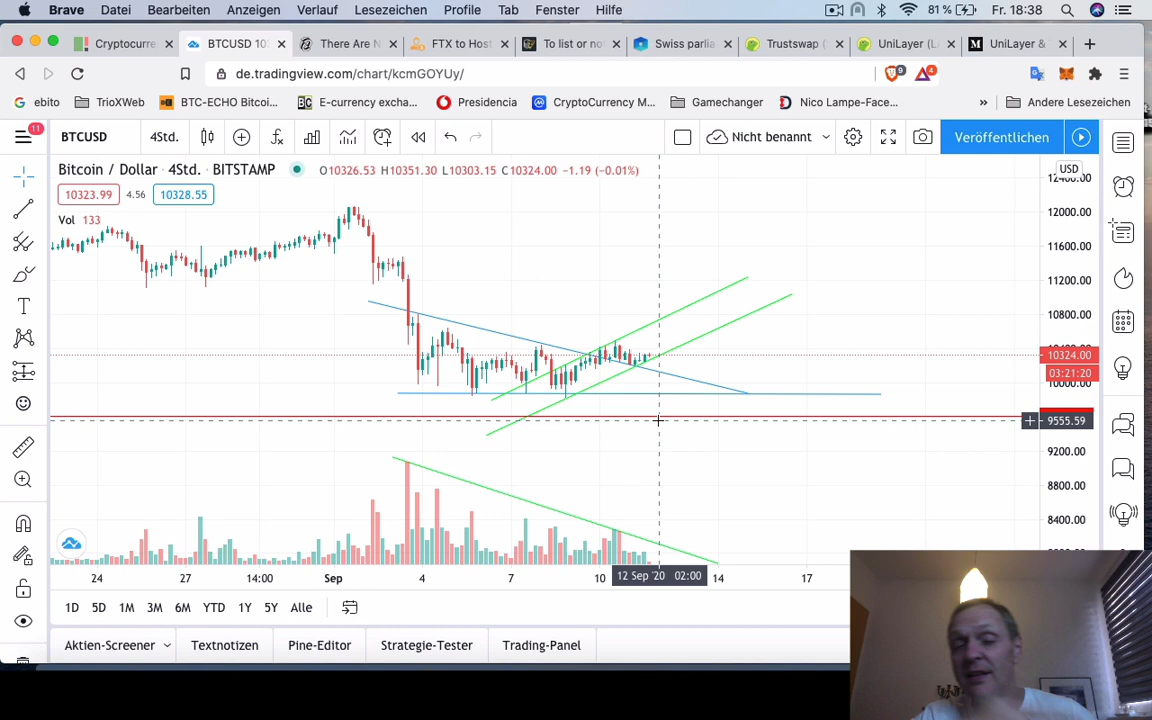 Brave Datei Bearbeiten Anzeigen Verlauf Lesezeichen Profile Tab Fenster Hilfe 81 % Fr. 18:38
Cryptocurre BTCUSD 10 There Are N FTX to Host To list or no Swiss parlia Trustswap ( UniLayer (L UniLayer &
de.tradingview.com/chart/kcmGOYUy/ 9 4
ebito TrioXWeb BTC-ECHO Bitcoi... E-currency excha... Presidencia CryptoCurrency M... Gamechanger Nico Lampe-Face... » Andere Lesezeichen
11 BTCUSD 4Std. Nicht benannt Veröffentlichen
Bitcoin / Dollar · 4Std. · BITSTAMP O10326.53 H10351.30 L10303.15 C10324.00 −1.19 (−0.01%) USD
10323.99 4.56 10328.55
Vol 133
12400.00
12000.00
11600.00
11200.00
10800.00
10324.00
03:21:20
10000.00
9555.59
9200.00
8800.00
8400.00
24 27 14:00 Sep 4 7 10 12 Sep '20 02:00 14 17
1D 5D 1M 3M 6M YTD 1Y 5Y Alle
Aktien-Screener Textnotizen Pine-Editor Strategie-Tester Trading-Panel